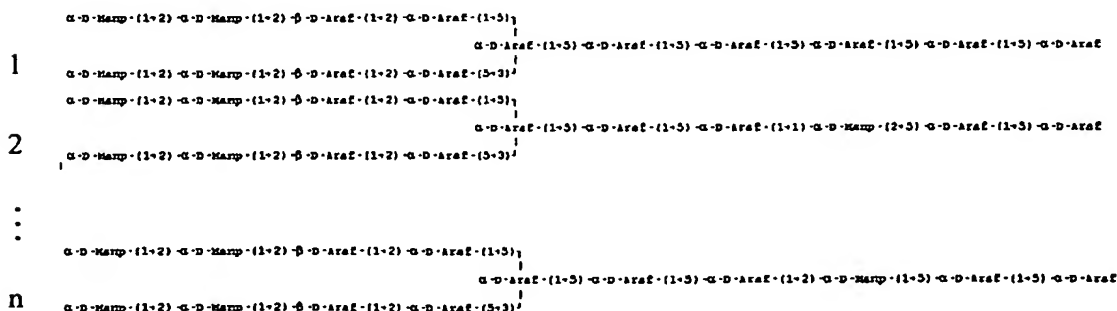 α-D-Manp-(1→2)-α-D-Manp-(1→2)-β-D-Araf-(1→2)-α-D-Araf-(1→5)
α-D-Araf-(1→5)-α-D-Araf-(1→5)-α-D-Araf-(1→5)-α-D-Araf-(1→5)-α-D-Araf-(1→5)-α-D-Araf
1
α-D-Manp-(1→2)-α-D-Manp-(1→2)-β-D-Araf-(1→2)-α-D-Araf-(5→3)
α-D-Manp-(1→2)-α-D-Manp-(1→2)-β-D-Araf-(1→2)-α-D-Araf-(1→5)
α-D-Araf-(1→5)-α-D-Araf-(1→5)-α-D-Araf-(1→1)-α-D-Manp-(2→5)-α-D-Araf-(1→5)-α-D-Araf
2
α-D-Manp-(1→2)-α-D-Manp-(1→2)-β-D-Araf-(1→2)-α-D-Araf-(5→3)
α-D-Manp-(1→2)-α-D-Manp-(1→2)-β-D-Araf-(1→2)-α-D-Araf-(1→5)
α-D-Araf-(1→5)-α-D-Araf-(1→5)-α-D-Araf-(1→2)-α-D-Manp-(1→5)-α-D-Araf-(1→5)-α-D-Araf
n
α-D-Manp-(1→2)-α-D-Manp-(1→2)-β-D-Araf-(1→2)-α-D-Araf-(5→3)